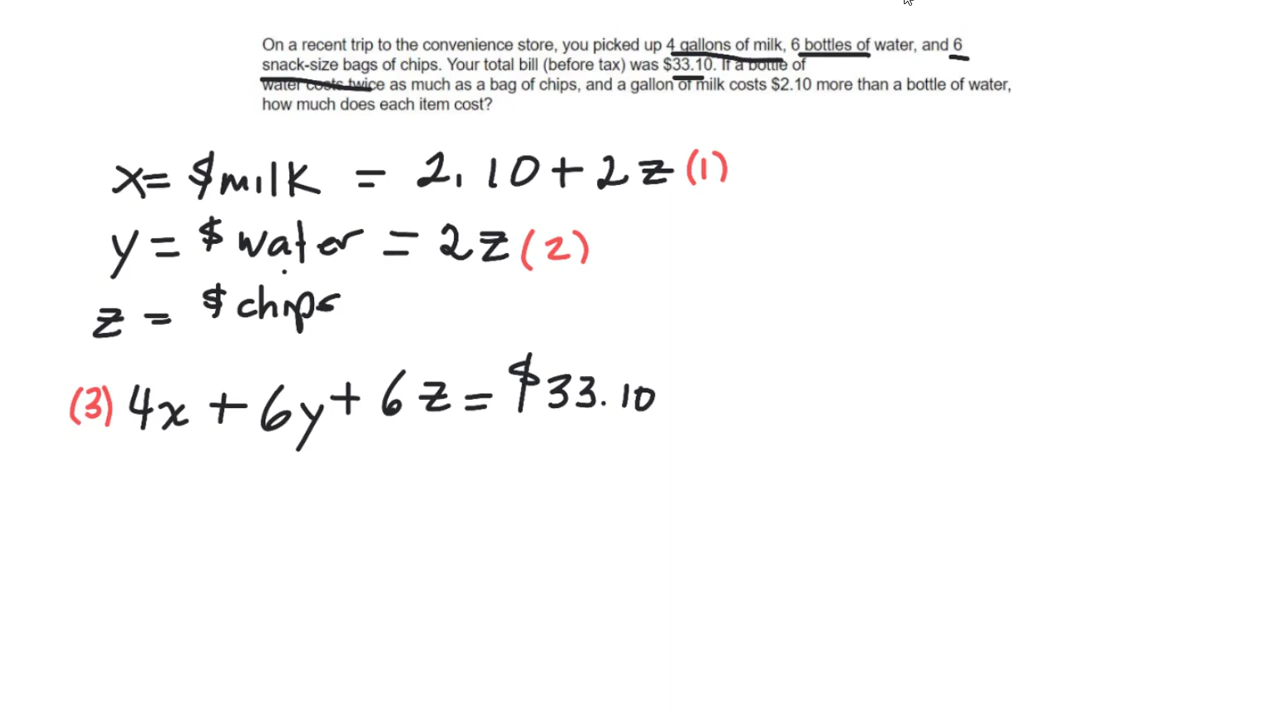 On a recent trip to the convenience store, you picked up 4 gallons of milk, 6 bottles of water, and 6
snack-size bags of chips. Your total bill (before tax) was $33.10. If a bottle of
water costs twice as much as a bag of chips, and a gallon of milk costs $2.10 more than a bottle of water,
how much does each item cost?
x = $ milk = 2.10 + 2z (1)
y = $ water = 2z (2)
z = $ chips
(3) 4x + 6y + 6z = $33.10